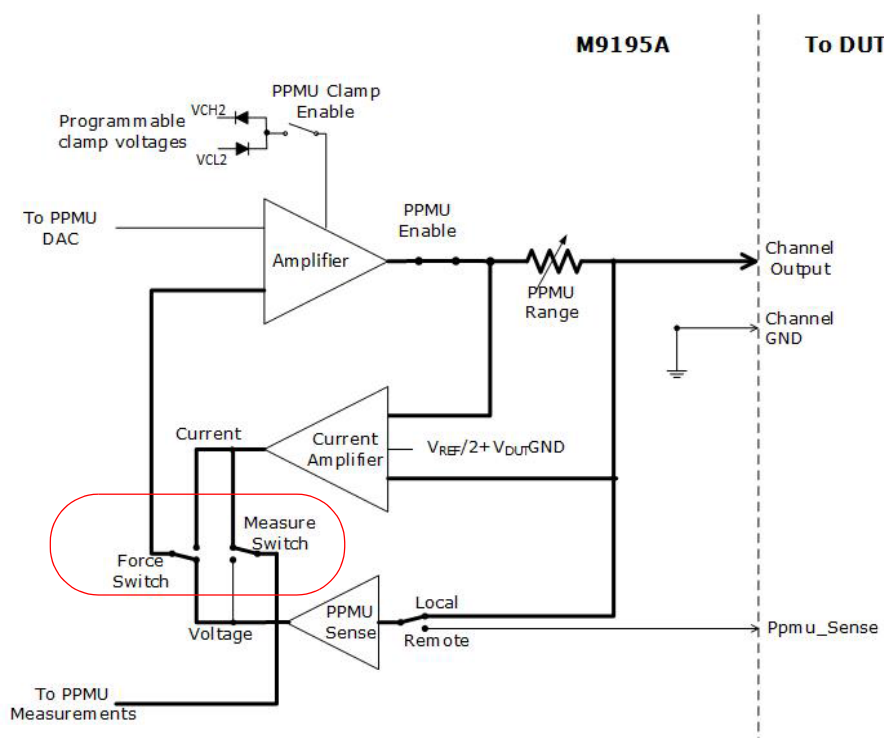 M9195A
To DUT
PPMU Clamp
Enable
Programmable
clamp voltages
VCH2
VCL2
To PPMU
DAC
Amplifier
PPMU
Enable
PPMU
Range
Channel
Output
Channel
GND
Current
Current
Amplifier
VREF/2+VDUTGND
Measure
Switch
Force
Switch
Voltage
PPMU
Sense
Local
Remote
Ppmu_Sense
To PPMU
Measurements